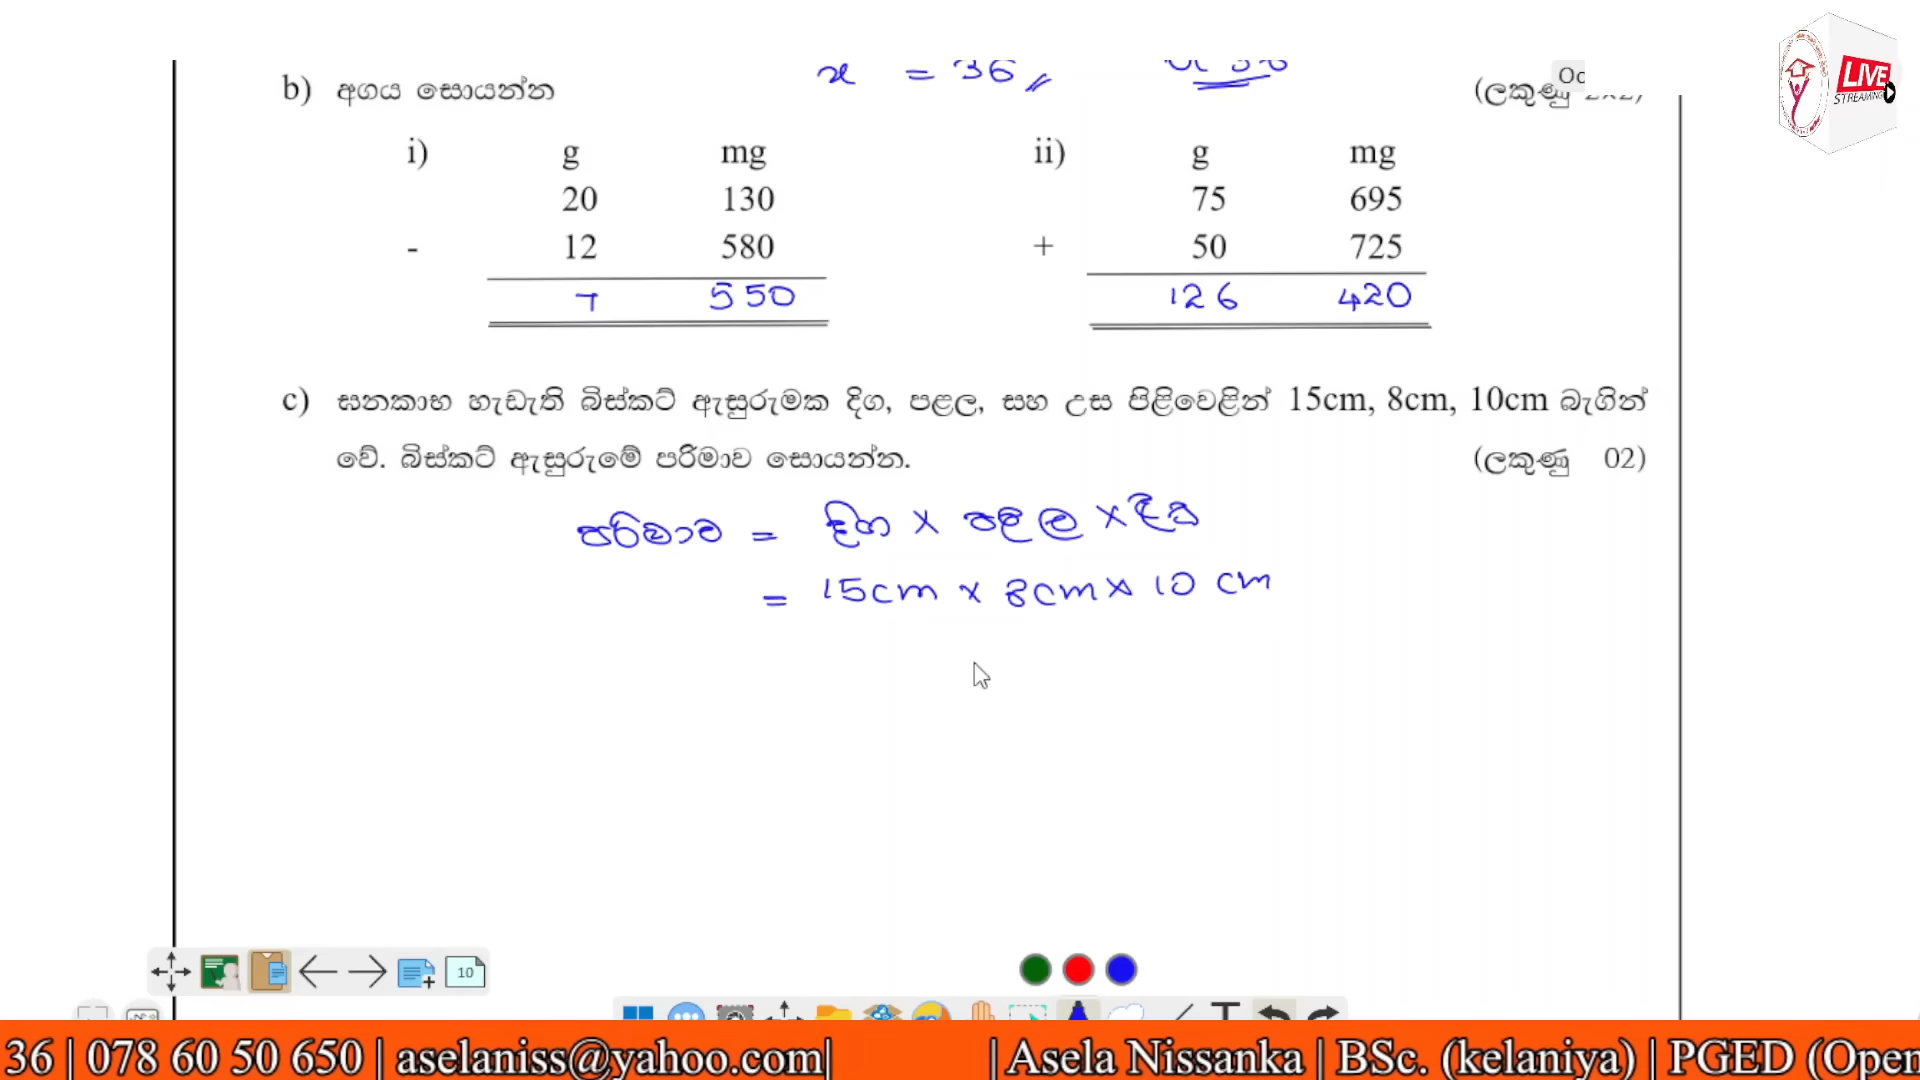 x = 36
b) අගය සොයන්න
(ලකුණු
Oc
LIVE
STREAMING
i) g mg ii) g mg
20 130 75 695
- 12 580 + 50 725
7 550 126 420
c) ඝනකාභ හැඩැති බිස්කට් ඇසුරුමක දිග, පළල, සහ උස පිළිවෙළින් 15cm, 8cm, 10cm බැගින්
වේ. බිස්කට් ඇසුරුමේ පරිමාව සොයන්න. (ලකුණු 02)
පරිමාව = දිග × පළල ×
= 15cm × 8cm × 10 cm
10
36 | 078 60 50 650 | aselaniss@yahoo.com| | Asela Nissanka | BSc. (kelaniya) | PGED (Open